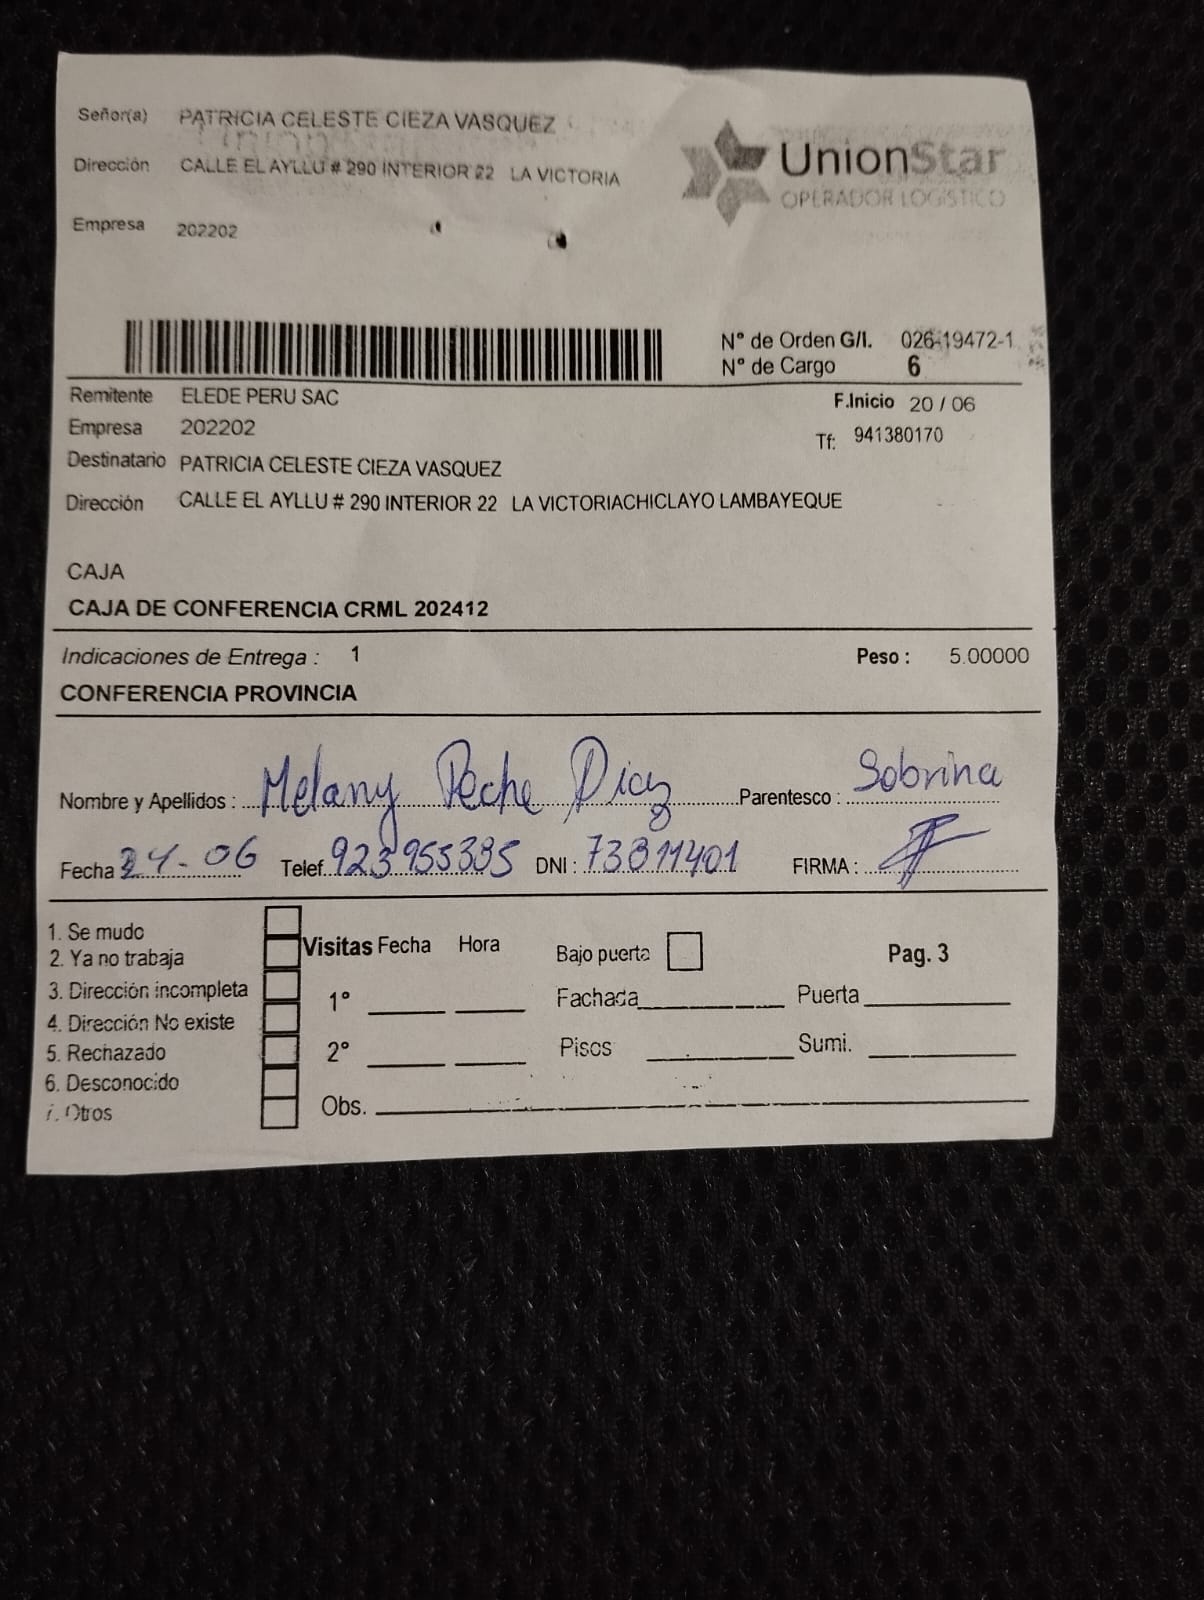 Señor(a) PATRICIA CELESTE CIEZA VASQUEZ
Dirección CALLE EL AYLLU # 290 INTERIOR 22 LA VICTORIA
Empresa 202202
UnionStar
OPERADOR LOGÍSTICO
N° de Orden G/I. 026-19472-1
N° de Cargo 6
Remitente ELEDE PERU SAC
F.Inicio 20 / 06
Empresa 202202
Tf: 941380170
Destinatario PATRICIA CELESTE CIEZA VASQUEZ
Dirección CALLE EL AYLLU # 290 INTERIOR 22 LA VICTORIACHICLAYO LAMBAYEQUE
CAJA
CAJA DE CONFERENCIA CRML 202412
Indicaciones de Entrega : 1 Peso : 5.00000
CONFERENCIA PROVINCIA
Nombre y Apellidos : Melany Peche Diaz Parentesco : Sobrina
Fecha 24-06 Telef. 923955385 DNI : 73811401 FIRMA :
1. Se mudo
2. Ya no trabaja
3. Dirección incompleta
4. Dirección No existe
5. Rechazado
6. Desconocido
7. Otros
Visitas Fecha Hora Bajo puerta Pag. 3
1° Fachada Puerta
2° Pisos Sumi.
Obs.